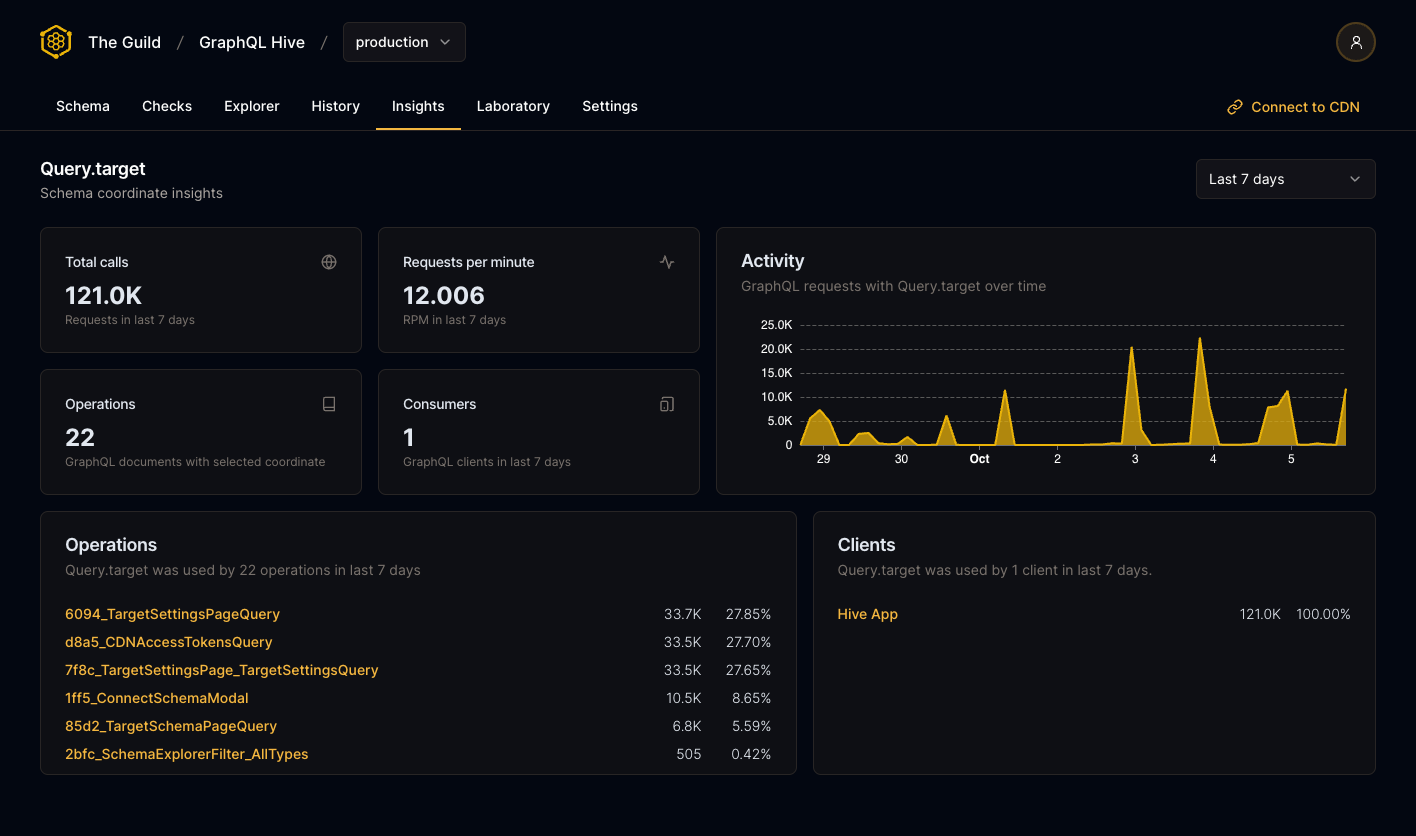 The Guild / GraphQL Hive / production
Schema Checks Explorer History Insights Laboratory Settings Connect to CDN
Query.target
Schema coordinate insights
Last 7 days
Total calls
121.0K
Requests in last 7 days
Requests per minute
12.006
RPM in last 7 days
Operations
22
GraphQL documents with selected coordinate
Consumers
1
GraphQL clients in last 7 days
Activity
GraphQL requests with Query.target over time
25.0K
20.0K
15.0K
10.0K
5.0K
0
29 30 Oct 2 3 4 5
Operations
Query.target was used by 22 operations in last 7 days
6094_TargetSettingsPageQuery 33.7K 27.85%
d8a5_CDNAccessTokensQuery 33.5K 27.70%
7f8c_TargetSettingsPage_TargetSettingsQuery 33.5K 27.65%
1ff5_ConnectSchemaModal 10.5K 8.65%
85d2_TargetSchemaPageQuery 6.8K 5.59%
2bfc_SchemaExplorerFilter_AllTypes 505 0.42%
Clients
Query.target was used by 1 client in last 7 days.
Hive App 121.0K 100.00%